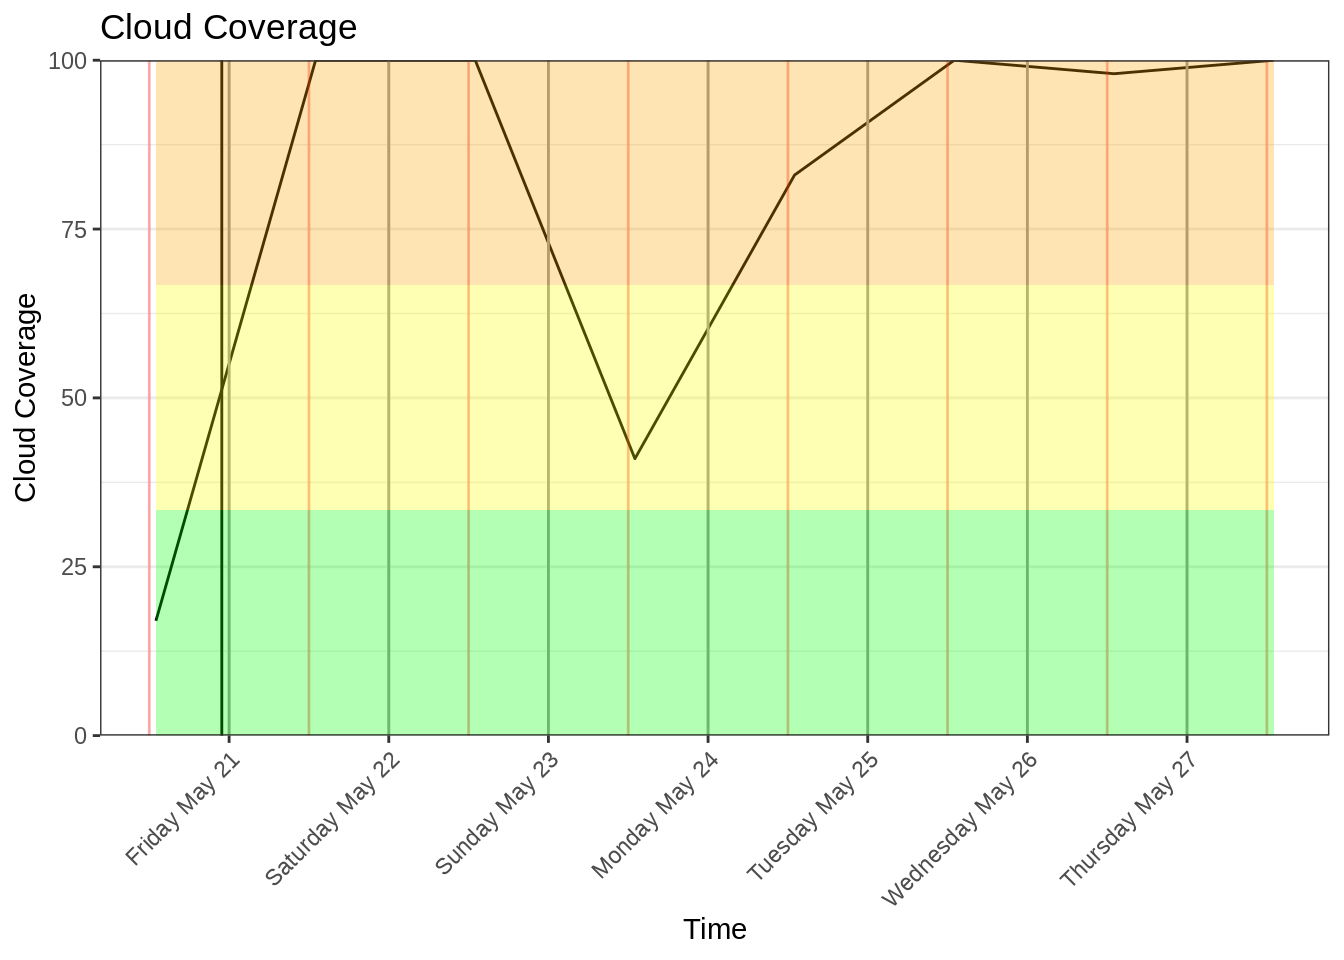 Cloud Coverage
100
75
50
25
0
Cloud Coverage
Friday May 21
Saturday May 22
Sunday May 23
Monday May 24
Tuesday May 25
Wednesday May 26
Thursday May 27
Time